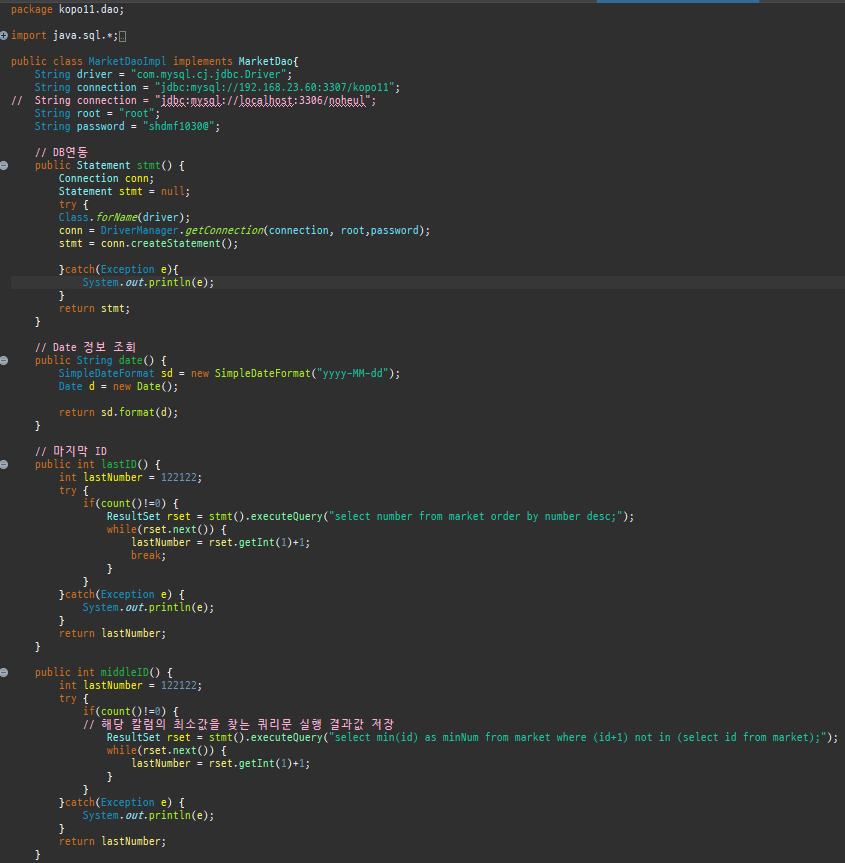 package kopo11.dao;
import java.sql.*;
public class MarketDaoImpl implements MarketDao{
String driver = "com.mysql.cj.jdbc.Driver";
String connection = "jdbc:mysql://192.168.23.60:3307/kopo11";
//  String connection = "jdbc:mysql://localhost:3306/noheul";
String root = "root";
String password = "shdmf1030@";
// DB연동
public Statement stmt() {
Connection conn;
Statement stmt = null;
try {
Class.forName(driver);
conn = DriverManager.getConnection(connection, root,password);
stmt = conn.createStatement();
}catch(Exception e){
System.out.println(e);
}
return stmt;
}
// Date 정보 조회
public String date() {
SimpleDateFormat sd = new SimpleDateFormat("yyyy-MM-dd");
Date d = new Date();
return sd.format(d);
}
// 마지막 ID
public int lastID() {
int lastNumber = 122122;
try {
if(count()!=0) {
ResultSet rset = stmt().executeQuery("select number from market order by number desc;");
while(rset.next()) {
lastNumber = rset.getInt(1)+1;
break;
}
}
}catch(Exception e) {
System.out.println(e);
}
return lastNumber;
}
public int middleID() {
int lastNumber = 122122;
try {
if(count()!=0) {
// 해당 칼럼의 최소값을 찾는 쿼리문 실행 결과값 저장
ResultSet rset = stmt().executeQuery("select min(id) as minNum from market where (id+1) not in (select id from market);");
while(rset.next()) {
lastNumber = rset.getInt(1)+1;
}
}
}catch(Exception e) {
System.out.println(e);
}
return lastNumber;
}